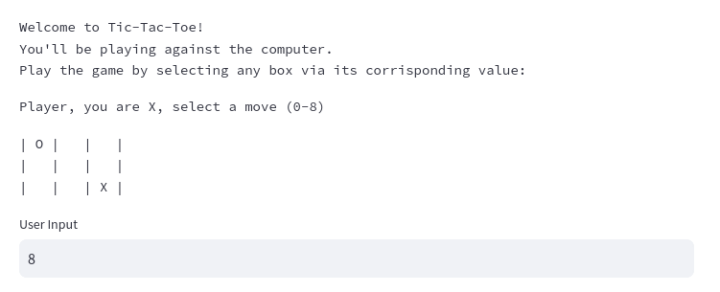 Welcome to Tic-Tac-Toe!
You'll be playing against the computer.
Play the game by selecting any box via its corrisponding value:
Player, you are X, select a move (0-8)
| O |   |   |
|   |   |   |
|   |   | X |
User Input
8